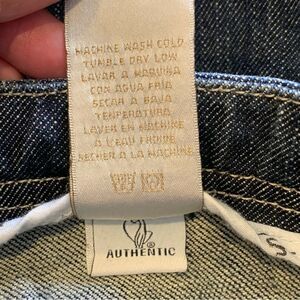 MACHINE WASH COLD
TUMBLE DRY LOW
LAVAR A MAQUINA
CON AGUA FRIA
SECAR A BAJA
TEMPERATURA
LAVER EN MACHINE
A L'EAU FROIDE
SECHER A LA MACHINE
®
AUTHENTIC
S